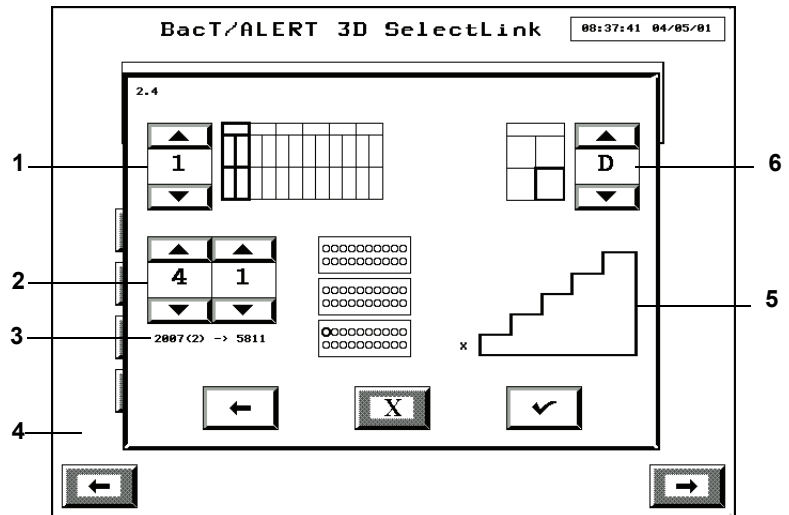 BacT/ALERT 3D SelectLink 08:37:41 04/05/01
2.4
1 1 D 6
2 4 1
5
3 2007(2) -> 5811
x
X
4